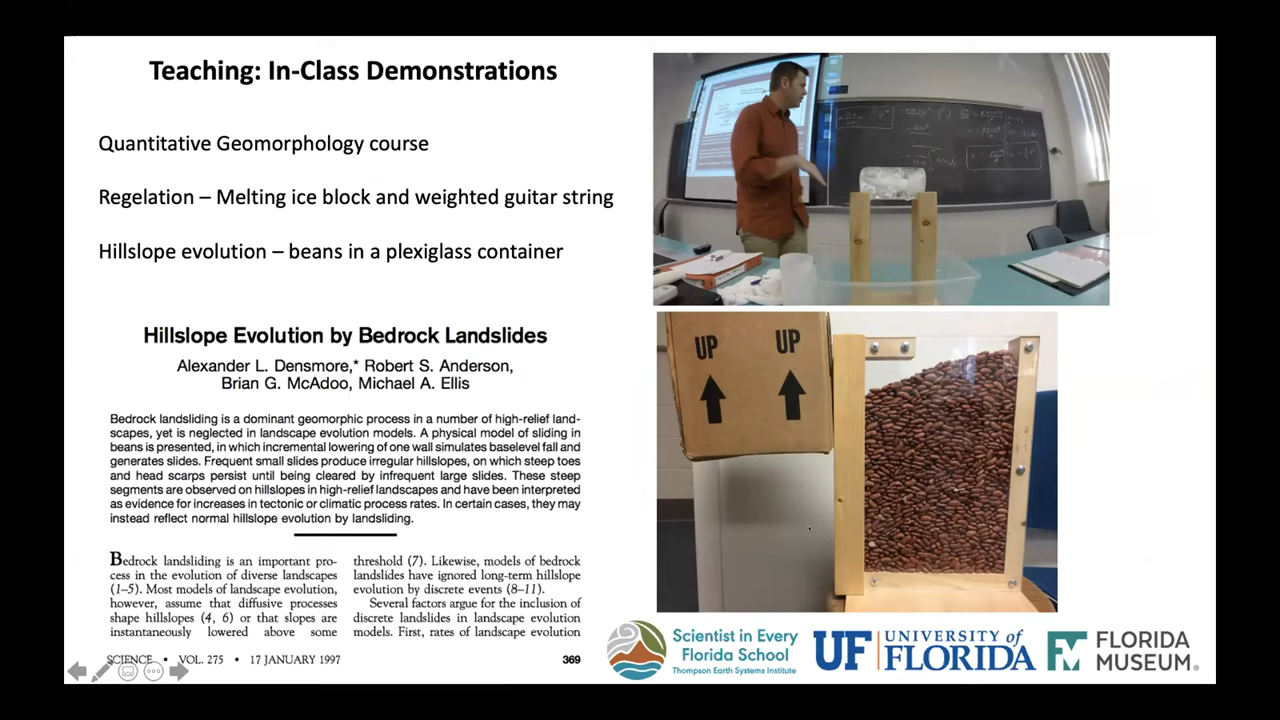 Teaching: In-Class Demonstrations
Quantitative Geomorphology course
Regelation – Melting ice block and weighted guitar string
Hillslope evolution – beans in a plexiglass container
Hillslope Evolution by Bedrock Landslides
Alexander L. Densmore,* Robert S. Anderson,
Brian G. McAdoo, Michael A. Ellis
Bedrock landsliding is a dominant geomorphic process in a number of high-relief land-
scapes, yet is neglected in landscape evolution models. A physical model of sliding in
beans is presented, in which incremental lowering of one wall simulates baselevel fall and
generates slides. Frequent small slides produce irregular hillslopes, on which steep toes
and head scarps persist until being cleared by infrequent large slides. These steep
segments are observed on hillslopes in high-relief landscapes and have been interpreted
as evidence for increases in tectonic or climatic process rates. In certain cases, they may
instead reflect normal hillslope evolution by landsliding.
Bedrock landsliding is an important pro-
cess in the evolution of diverse landscapes
(1–5). Most models of landscape evolution,
however, assume that diffusive processes
shape hillslopes (4, 6) or that slopes are
instantaneously lowered above some
threshold (7). Likewise, models of bedrock
landslides have ignored long-term hillslope
evolution by discrete events (8–11).
Several factors argue for the inclusion of
discrete landslides in landscape evolution
models. First, rates of landscape evolution
SCIENCE • VOL. 275 • 17 JANUARY 1997
369
UP
UP
Scientist in Every
Florida School
Thompson Earth Systems Institute
UF
UNIVERSITY of
FLORIDA
FM
FLORIDA
MUSEUM®